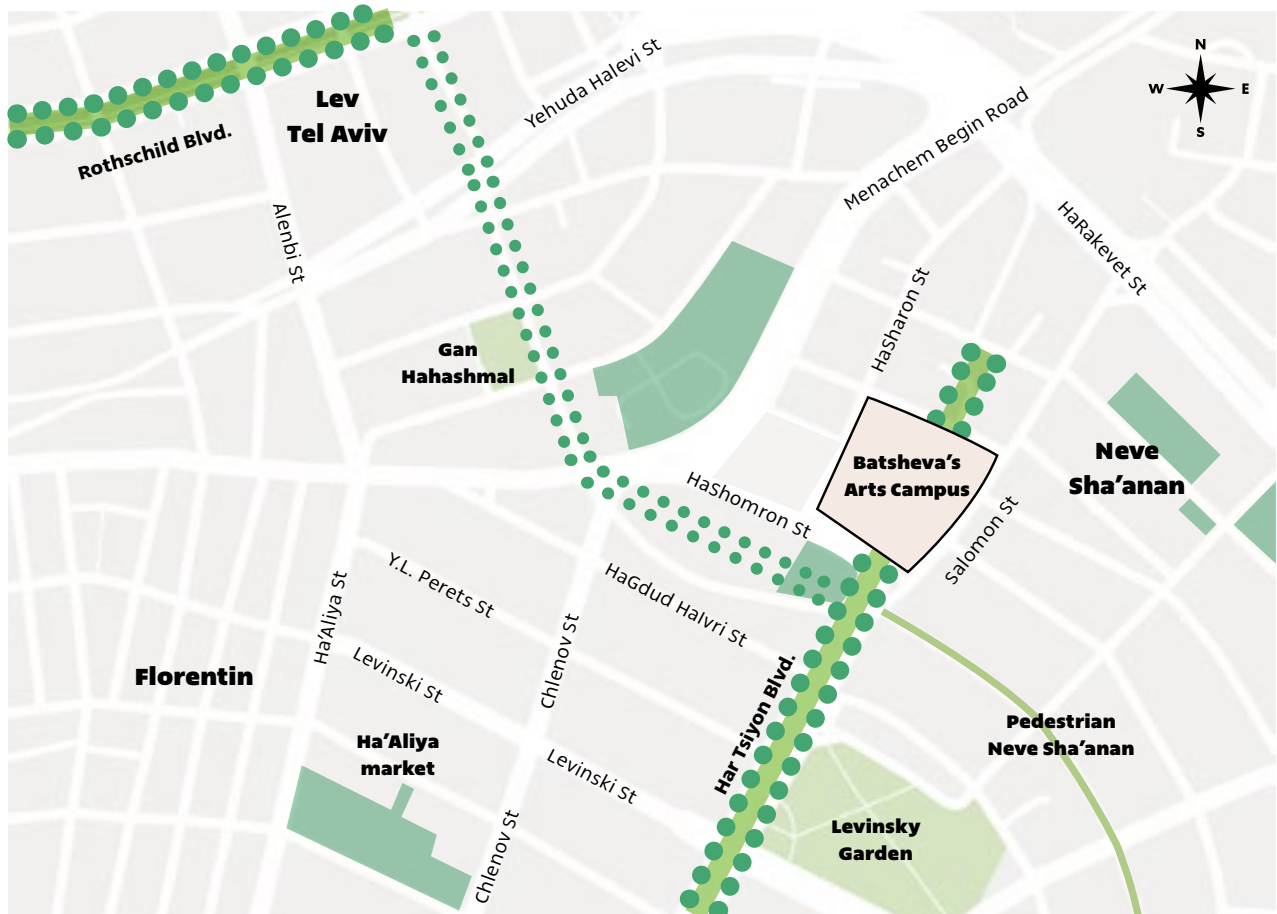 N
W E
S
Yehuda Halevi St
Lev
Tel Aviv
Rothschild Blvd.
Menachem Begin Road
Alenbi St
HaRakevet St
HaSharon St
Gan
Hahashmal
Batsheva's
Arts Campus
Neve
Sha'anan
HaShomron St
Salomon St
Y.L. Perets St
HaGdud HaIvri St
Ha'Aliya St
Levinski St
Chlenov St
Florentin
Har Tsiyon Blvd.
Pedestrian
Neve Sha'anan
Ha'Aliya
market
Levinski St
Levinsky
Garden
Chlenov St